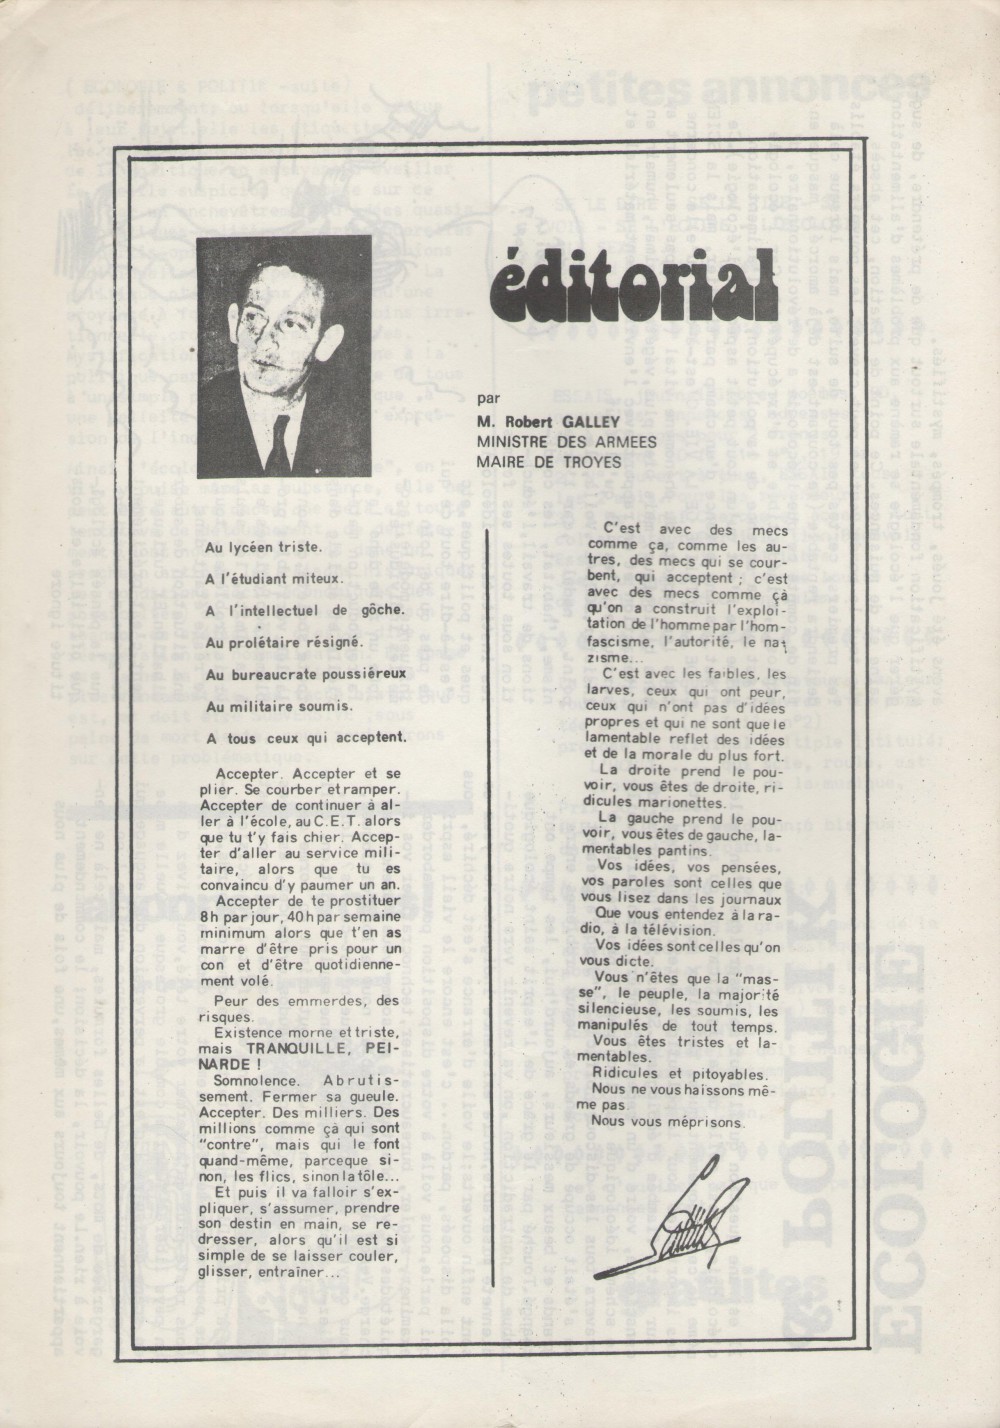 éditorial
par
M. Robert GALLEY
MINISTRE DES ARMEES
MAIRE DE TROYES
Au lycéen triste.
A l'étudiant miteux.
A l'intellectuel de gôche.
Au prolétaire résigné.
Au bureaucrate poussiéreux
Au militaire soumis.
A tous ceux qui acceptent.
Accepter. Accepter et se
plier. Se courber et ramper.
Accepter de continuer à al-
ler à l'école, au C.E.T. alors
que tu t'y fais chier. Accep-
ter d'aller au service mili-
taire, alors que tu es
convaincu d'y paumer un an.
Accepter de te prostituer
8h par jour, 40h par semaine
minimum alors que t'en as
marre d'être pris pour un
con et d'être quotidienne-
ment volé.
Peur des emmerdes, des
risques.
Existence morne et triste,
mais TRANQUILLE, PEI-
NARDE !
Somnolence. Abrutis-
sement. Fermer sa gueule.
Accepter. Des milliers. Des
millions comme çà qui sont
"contre", mais qui le font
quand-même, parceque si-
non, les flics, sinon la tôle...
Et puis il va falloir s'ex-
pliquer, s'assumer, prendre
son destin en main, se re-
dresser, alors qu'il est si
simple de se laisser couler,
glisser, entraîner...
C'est avec des mecs
comme ça, comme les au-
tres, des mecs qui se cour-
bent, qui acceptent ; c'est
avec des mecs comme çà
qu'on a construit l'exploi-
tation de l'homme par l'hom-
fascisme, l'autorité, le na-
zisme...
C'est avec les faibles, les
larves, ceux qui ont peur,
ceux qui n'ont pas d'idées
propres et qui ne sont que le
lamentable reflet des idées
et de la morale du plus fort.
La droite prend le pou-
voir, vous êtes de droite, ri-
dicules marionettes.
La gauche prend le pou-
voir, vous êtes de gauche, la-
mentables pantins.
Vos idées, vos pensées,
vos paroles sont celles que
vous lisez dans les journaux
Que vous entendez à la ra-
dio, à la télévision.
Vos idées sont celles qu'on
vous dicte.
Vous n'êtes que la "mas-
se", le peuple, la majorité
silencieuse, les soumis, les
manipulés de tout temps.
Vous êtes tristes et la-
mentables.
Ridicules et pitoyables.
Nous ne vous haissons mê-
me pas.
Nous vous méprisons.